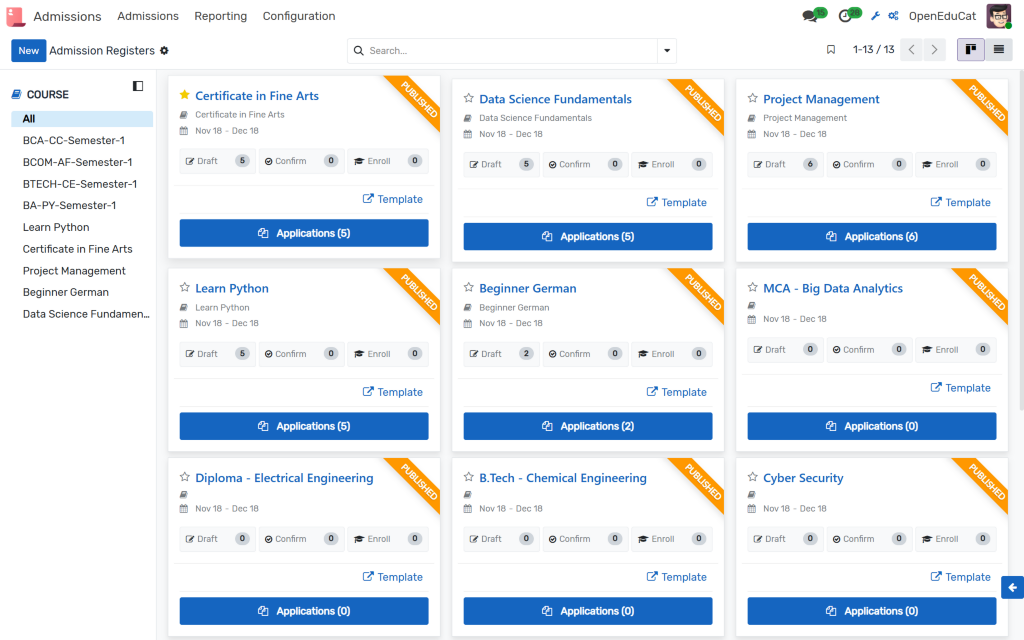 Admissions Admissions Reporting Configuration 15 28 OpenEduCat
New Admission Registers Search... 1-13 / 13
COURSE
All
BCA-CC-Semester-1
BCOM-AF-Semester-1
BTECH-CE-Semester-1
BA-PY-Semester-1
Learn Python
Certificate in Fine Arts
Project Management
Beginner German
Data Science Fundamen...
PUBLISHED
Certificate in Fine Arts
Certificate in Fine Arts
Nov 18 - Dec 18
Draft 5 Confirm 0 Enroll 0
Template
Applications (5)
PUBLISHED
Data Science Fundamentals
Data Science Fundamentals
Nov 18 - Dec 18
Draft 5 Confirm 0 Enroll 0
Template
Applications (5)
PUBLISHED
Project Management
Project Management
Nov 18 - Dec 18
Draft 6 Confirm 0 Enroll 0
Template
Applications (6)
PUBLISHED
Learn Python
Learn Python
Nov 18 - Dec 18
Draft 5 Confirm 0 Enroll 0
Template
Applications (5)
PUBLISHED
Beginner German
Beginner German
Nov 18 - Dec 18
Draft 2 Confirm 0 Enroll 0
Template
Applications (2)
PUBLISHED
MCA - Big Data Analytics
Nov 18 - Dec 18
Draft 0 Confirm 0 Enroll 0
Template
Applications (0)
PUBLISHED
Diploma - Electrical Engineering
Nov 18 - Dec 18
Draft 0 Confirm 0 Enroll 0
Template
Applications (0)
PUBLISHED
B.Tech - Chemical Engineering
Nov 18 - Dec 18
Draft 0 Confirm 0 Enroll 0
Template
Applications (0)
PUBLISHED
Cyber Security
Nov 18 - Dec 18
Draft 0 Confirm 0 Enroll 0
Template
Applications (0)